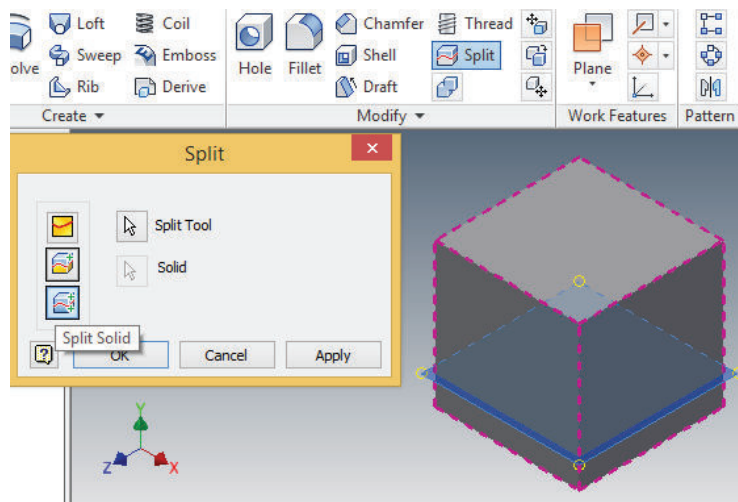 Loft Coil Chamfer Thread
olve Sweep Emboss Hole Fillet Shell Split Plane
Rib Derive Draft
Create Modify Work Features Pattern
Split
Split Tool
Solid
Split Solid
OK Cancel Apply
Y
Z X